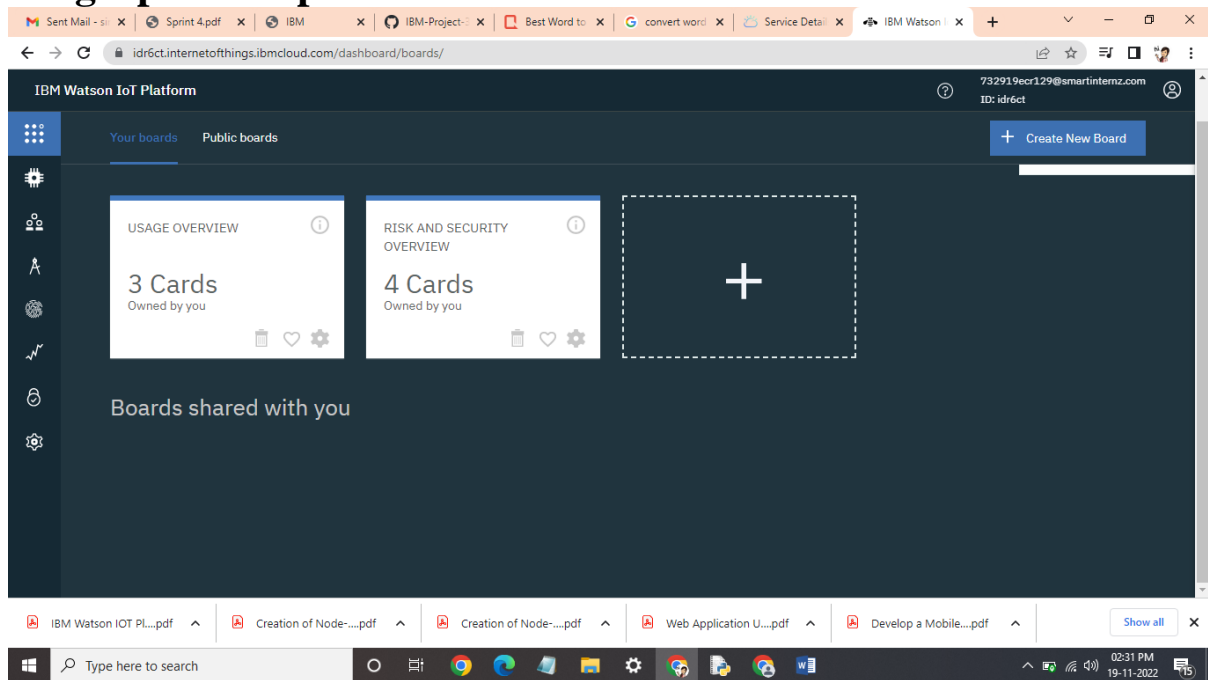 Sent Mail - si
Sprint 4.pdf
IBM
IBM-Project-3
Best Word to
convert word
Service Detail
IBM Watson I
idr6ct.internetofthings.ibmcloud.com/dashboard/boards/
IBM Watson IoT Platform
732919ecr129@smartinternz.com
ID: idr6ct
Your boards Public boards
+ Create New Board
USAGE OVERVIEW
3 Cards
Owned by you
RISK AND SECURITY
OVERVIEW
4 Cards
Owned by you
Boards shared with you
IBM Watson IOT Pl....pdf
Creation of Node-....pdf
Creation of Node-....pdf
Web Application U....pdf
Develop a Mobile....pdf
Show all
Type here to search
02:31 PM
19-11-2022
15